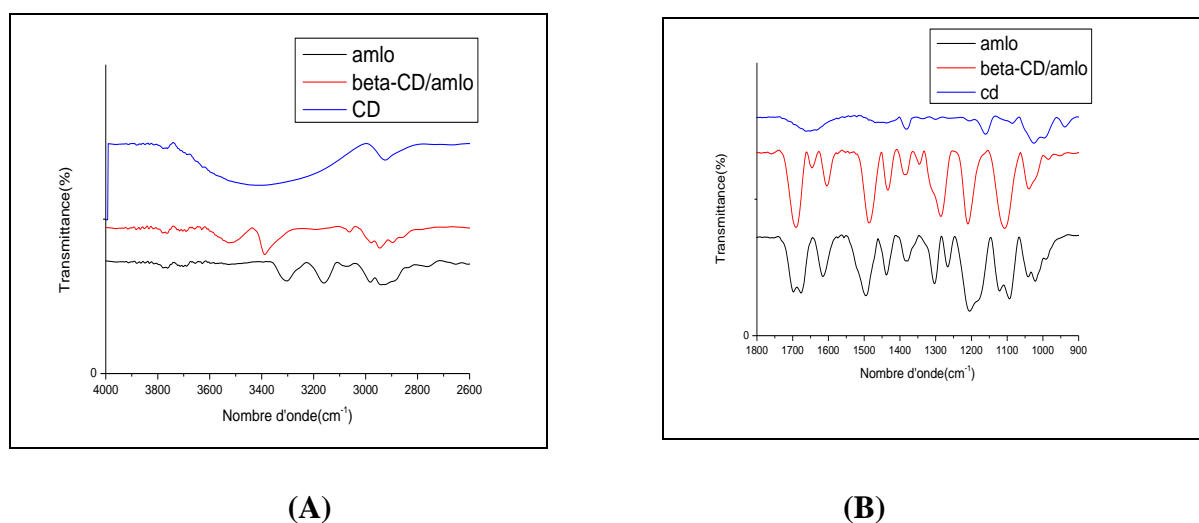 amlo
beta-CD/amlo
CD
Transmittance(%)
0
4000 3800 3600 3400 3200 3000 2800 2600
Nombre d'onde(cm-1)
(A)
amlo
beta-CD/amlo
cd
Transmittance(%)
0
1800 1700 1600 1500 1400 1300 1200 1100 1000 900
Nombre d'onde(cm-1)
(B)